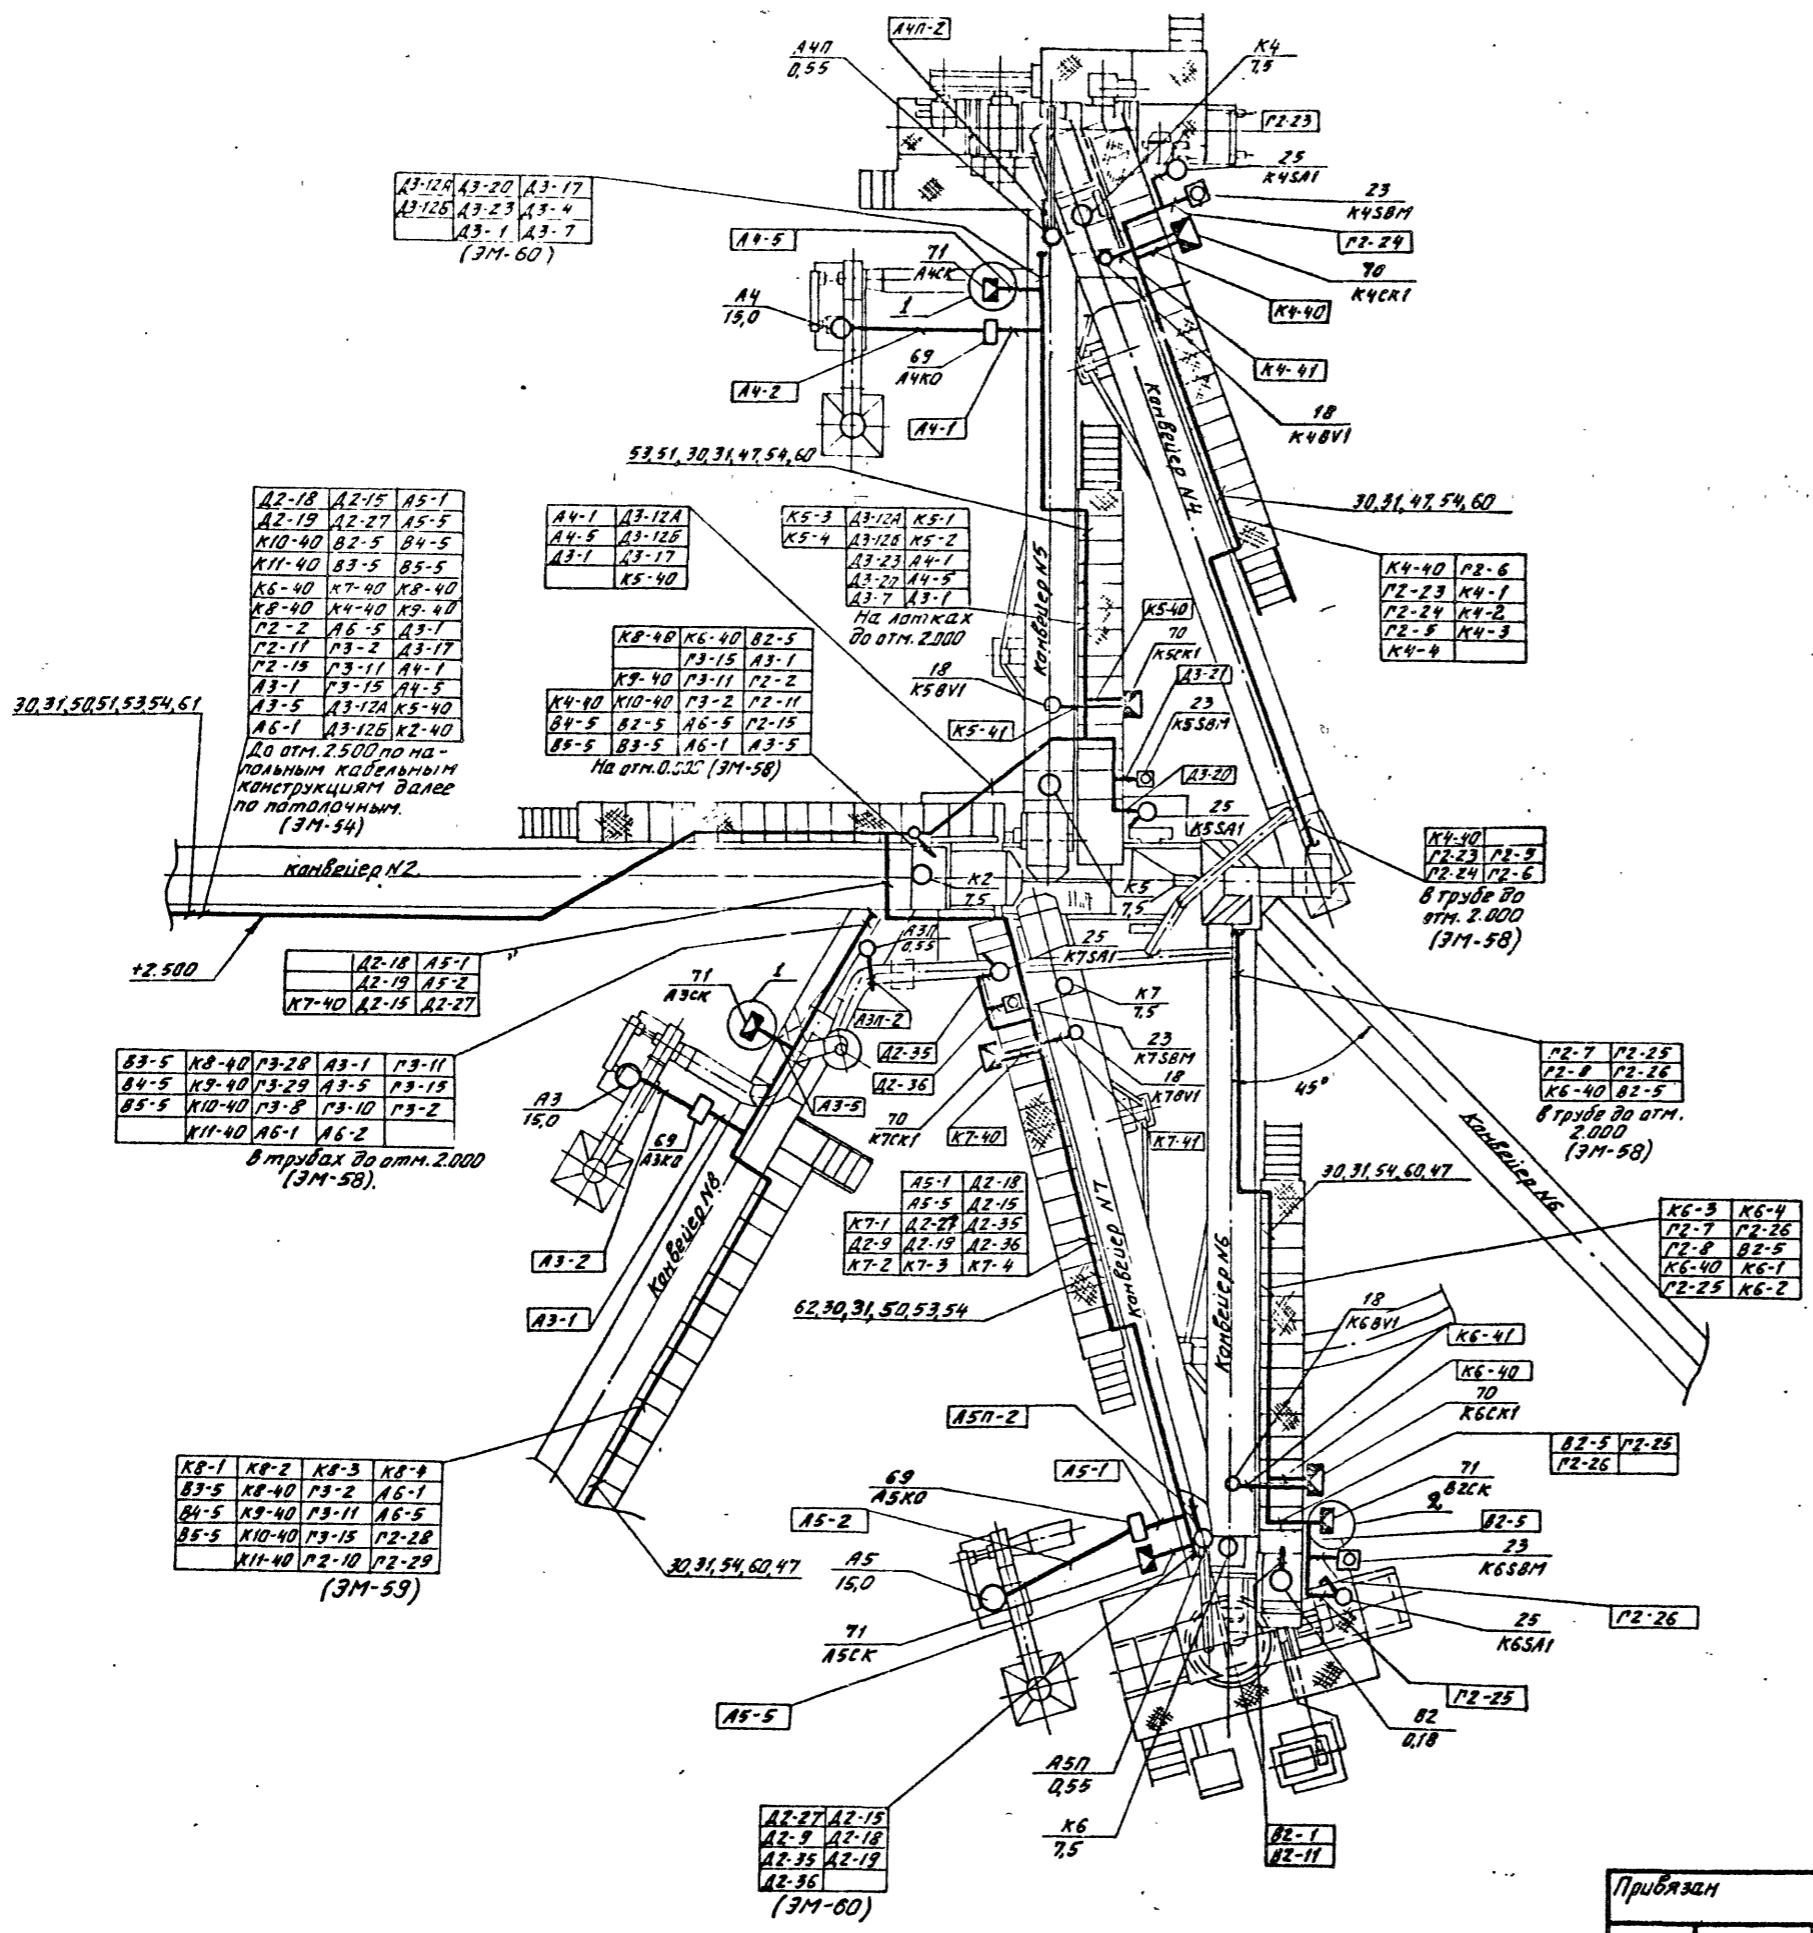 А4П-2
А4П
0,55
К4
7,5
Г2-23
25
К4SA1
23
К4SBM
Г2-24
70
К4СК1
К4-40
К4-41
18
К4BV1
Д3-12А Д3-20 Д3-17
Д3-12Б Д3-23 Д3-4
Д3-1 Д3-7
(ЭМ-60)
А4-5
71
А4СК
1
А4
15,0
69
А4КО
А4-2
А4-1
Конвейер N4
53,51,30,31,47,54,60
30,31,47,54,60
Д2-18 Д2-15 А5-1
Д2-19 Д2-27 А5-5
К10-40 В2-5 В4-5
К11-40 В3-5 В5-5
К6-40 К7-40 К8-40
К8-40 К4-40 К9-40
Г2-2 А6-5 Д3-1
Г2-11 Г3-2 Д3-17
Г2-15 Г3-11 А4-1
А3-1 Г3-15 А4-5
А3-5 Д3-12А К5-40
А6-1 Д3-12Б К2-40
До отм. 2.500 по на-
польным кабельным
конструкциям далее
по потолочным.
(ЭМ-54)
30,31,50,51,53,54,61
А4-1 Д3-12А
А4-5 Д3-12Б
Д3-1 Д3-17
К5-40
К5-3 Д3-12А К5-1
К5-4 Д3-12Б К5-2
Д3-23 А4-1
Д3-20 А4-5
Д3-7 Д3-1
На лотках
до отм. 2.000
Конвейер N5
К4-40 Г2-6
Г2-23 К4-1
Г2-24 К4-2
Г2-5 К4-3
К4-4
К8-40 К6-40 В2-5
Г3-15 А3-1
К9-40 Г3-11 Г2-2
К4-40 К10-40 Г3-2 Г2-11
В4-5 В2-5 А6-5 Г2-15
В5-5 В3-5 А6-1 А3-5
На отм. (ЭМ-58)
К5-40
70
К5СК1
18
К5BV1
К5-41
Д3-21
23
К5SBM
Д3-20
25
К5SA1
К4-40
Г2-23 Г2-5
Г2-24 Г2-6
В трубе до
отм. 2.000
(ЭМ-58)
конвейер N2
К2
7,5
К5
7,5
+2.500
Д2-18 А5-1
Д2-19 А5-2
К7-40 Д2-15 Д2-27
А3П
0,55
25
К7SA1
71
А3СК
1
А3П-2
К7
7,5
Д2-35
23
К7SBM
Д2-36
18
К7BV1
45°
В3-5 К8-40 Г3-28 А3-1 Г3-11
В4-5 К9-40 Г3-29 А3-5 Г3-15
В5-5 К10-40 Г3-8 Г3-10 Г3-2
К11-40 А6-1 А6-2
В трубах до отм. 2.000
(ЭМ-58).
А3
15,0
69
А3КО
А3-5
70
К7СК1
К7-40
К7-41
Г2-7 Г2-25
Г2-8 Г2-26
К6-40 В2-5
В трубе до отм.
2.000
(ЭМ-58)
Конвейер N6
А5-1 Д2-18
А5-5 Д2-15
К7-1 Д2-27 Д2-35
Д2-9 Д2-19 Д2-36
К7-2 К7-3 К7-4
62,30,31,50,53,54
30,31,54,60,47
К6-3 К6-4
Г2-7 Г2-26
Г2-8 В2-5
К6-40 К6-1
Г2-25 К6-2
А3-2
А3-1
Конвейер N8
Конвейер N7
Конвейер N6
18
К6BV1
К6-41
К6-40
70
К6СК1
К8-1 К8-2 К8-3 К8-4
В3-5 К8-40 Г3-2 А6-1
В4-5 К9-40 Г3-11 А6-5
В5-5 К10-40 Г3-15 Г2-28
К11-40 Г2-10 Г2-29
(ЭМ-59)
30,31,54,60,47
А5П-2
А5-1
69
А5КО
А5-2
А5
15,0
71
А5СК
А5-5
В2-5 Г2-25
Г2-26
71
В2СК
2
В2-5
23
К6SBM
25
К6SA1
Г2-26
Г2-25
В2
0,18
А5П
0,55
К6
7,5
В2-1
В2-11
Д2-27 Д2-15
Д2-9 Д2-18
Д2-35 Д2-19
Д2-36
(ЭМ-60)
Привязан